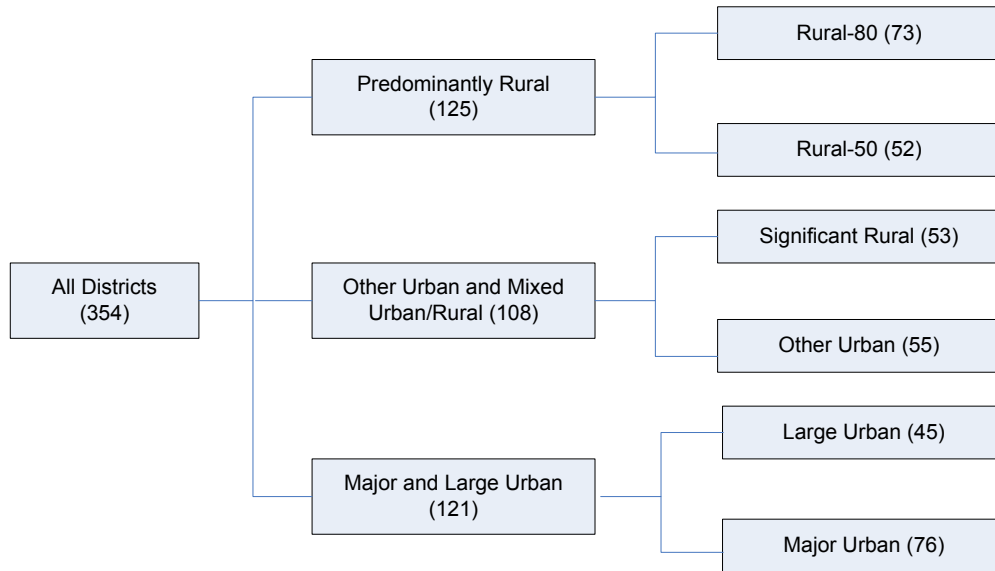 Rural-80 (73)
Predominantly Rural
(125)
Rural-50 (52)
Significant Rural (53)
All Districts
(354)
Other Urban and Mixed
Urban/Rural (108)
Other Urban (55)
Large Urban (45)
Major and Large Urban
(121)
Major Urban (76)